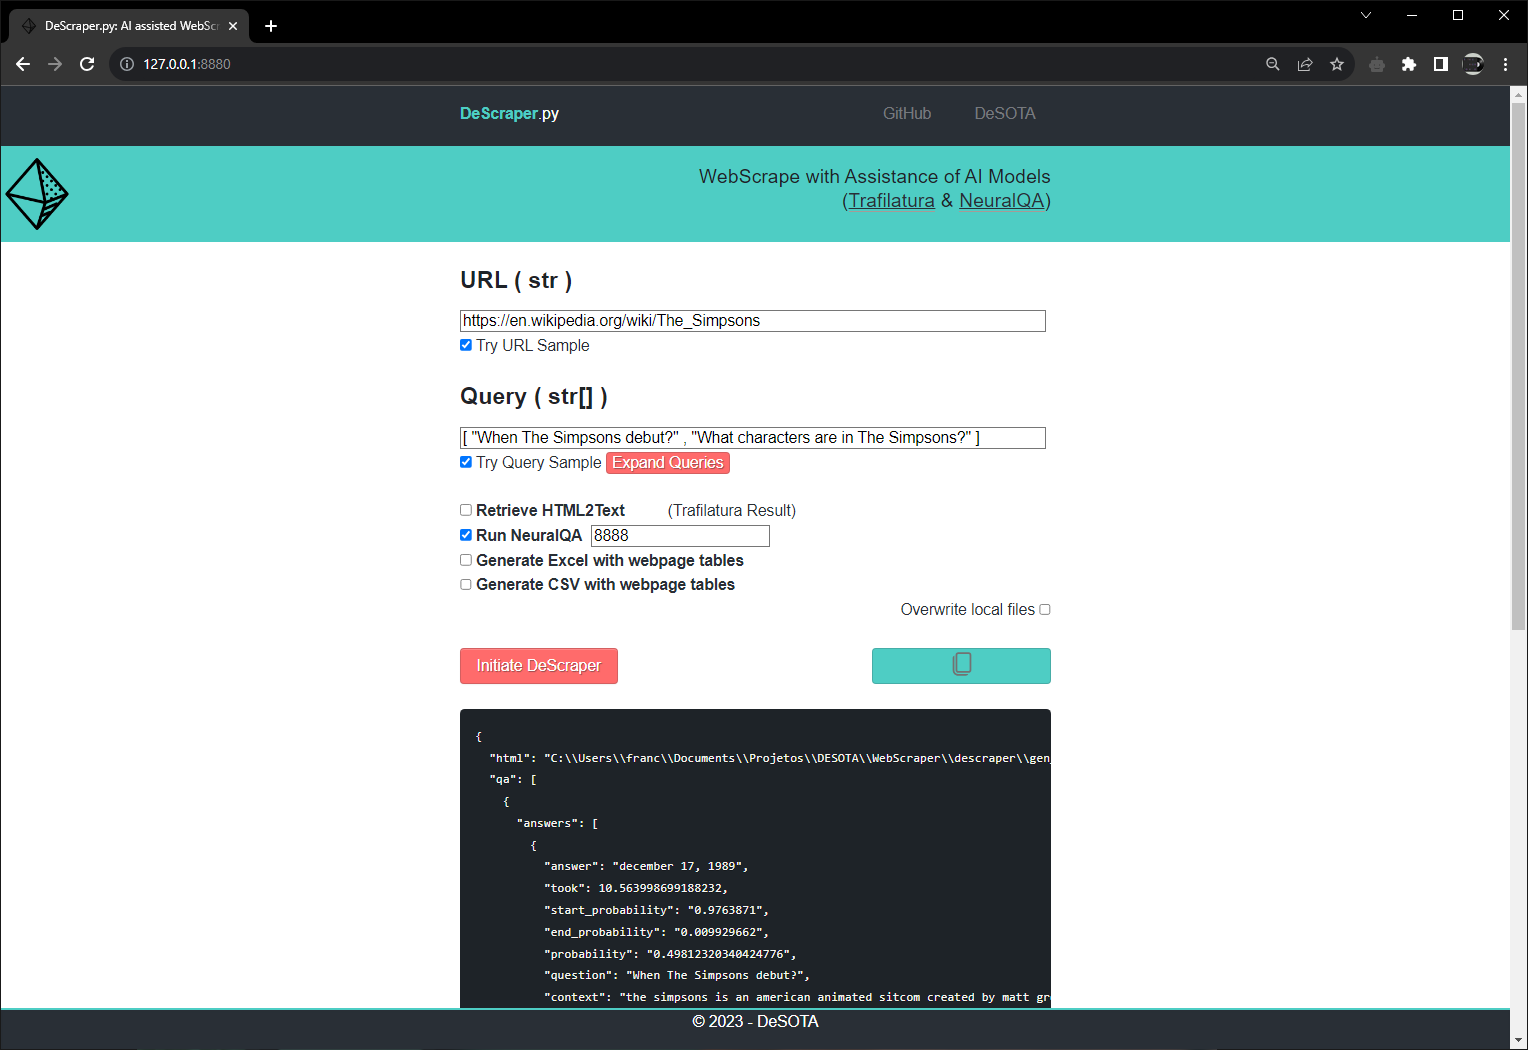 DeScraper.py: AI assisted WebScr
127.0.0.1:8880
DeScraper.py
GitHub
DeSOTA
WebScrape with Assistance of AI Models
(Trafilatura & NeuralQA)
URL ( str )
https://en.wikipedia.org/wiki/The_Simpsons
Try URL Sample
Query ( str[] )
[ "When The Simpsons debut?" , "What characters are in The Simpsons?" ]
Try Query Sample Expand Queries
Retrieve HTML2Text (Trafilatura Result)
Run NeuralQA 8888
Generate Excel with webpage tables
Generate CSV with webpage tables
Overwrite local files
Initiate DeScraper
{
"html": "C:\\Users\\franc\\Documents\\Projetos\\DESOTA\\WebScraper\\descraper\\gen_
"qa": [
{
"answers": [
{
"answer": "december 17, 1989",
"took": 10.563998699188232,
"start_probability": "0.9763871",
"end_probability": "0.009929662",
"probability": "0.49812320340424776",
"question": "When The Simpsons debut?",
"context": "the simpsons is an american animated sitcom created by matt gr
© 2023 - DeSOTA